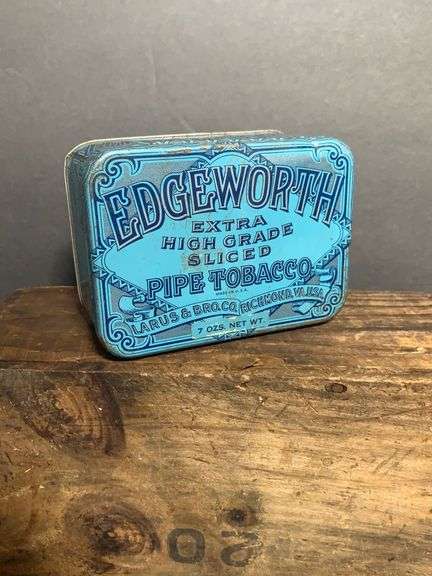 EDGEWORTH
EXTRA
HIGH GRADE
SLICED
PIPE TOBACCO
LARUS & BRO. CO. RICHMOND, VA. U.S.A.
7 OZS. NET WT.